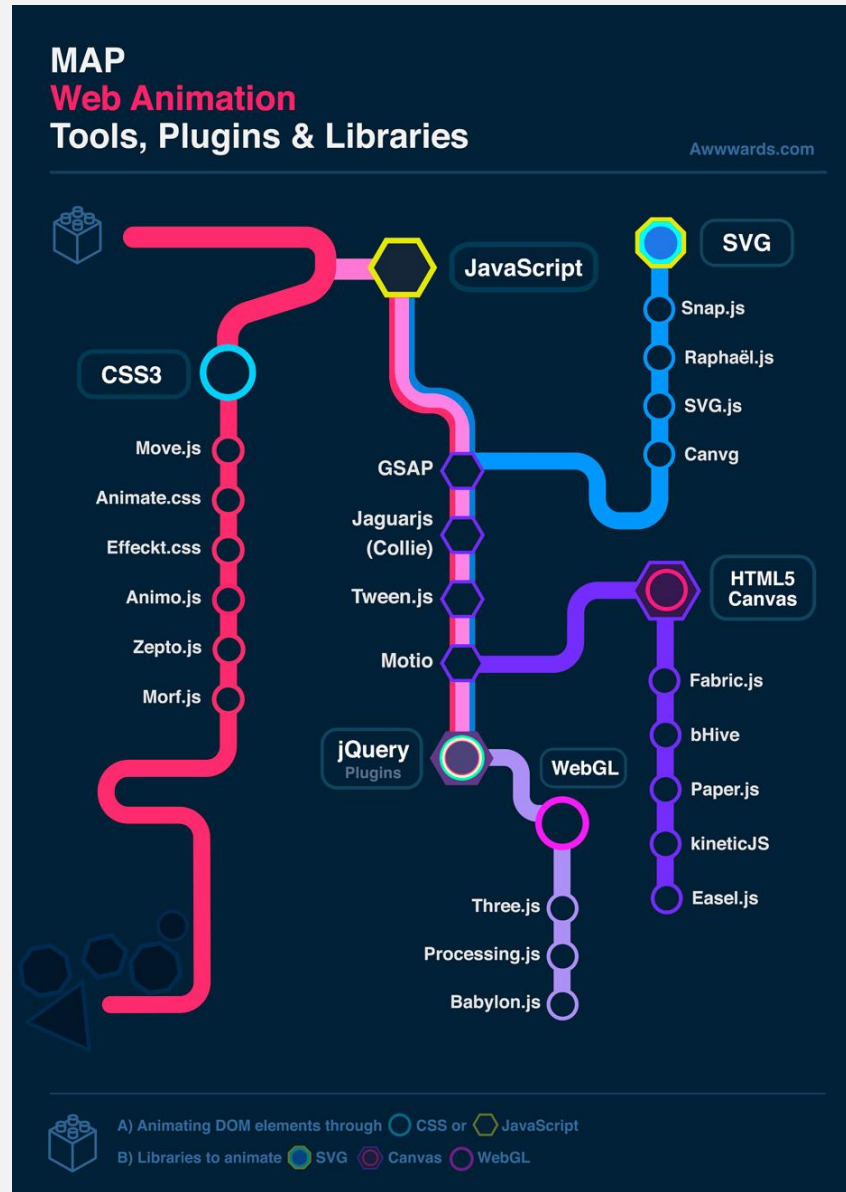 MAP
Web Animation
Tools, Plugins & Libraries
Awwwards.com
JavaScript
SVG
Snap.js
Raphaël.js
SVG.js
Canvg
CSS3
Move.js
Animate.css
Effeckt.css
Animo.js
Zepto.js
Morf.js
GSAP
Jaguarjs
(Collie)
Tween.js
Motio
HTML5
Canvas
Fabric.js
bHive
Paper.js
kineticJS
Easel.js
jQuery
Plugins
WebGL
Three.js
Processing.js
Babylon.js
A) Animating DOM elements through CSS or JavaScript
B) Libraries to animate SVG Canvas WebGL